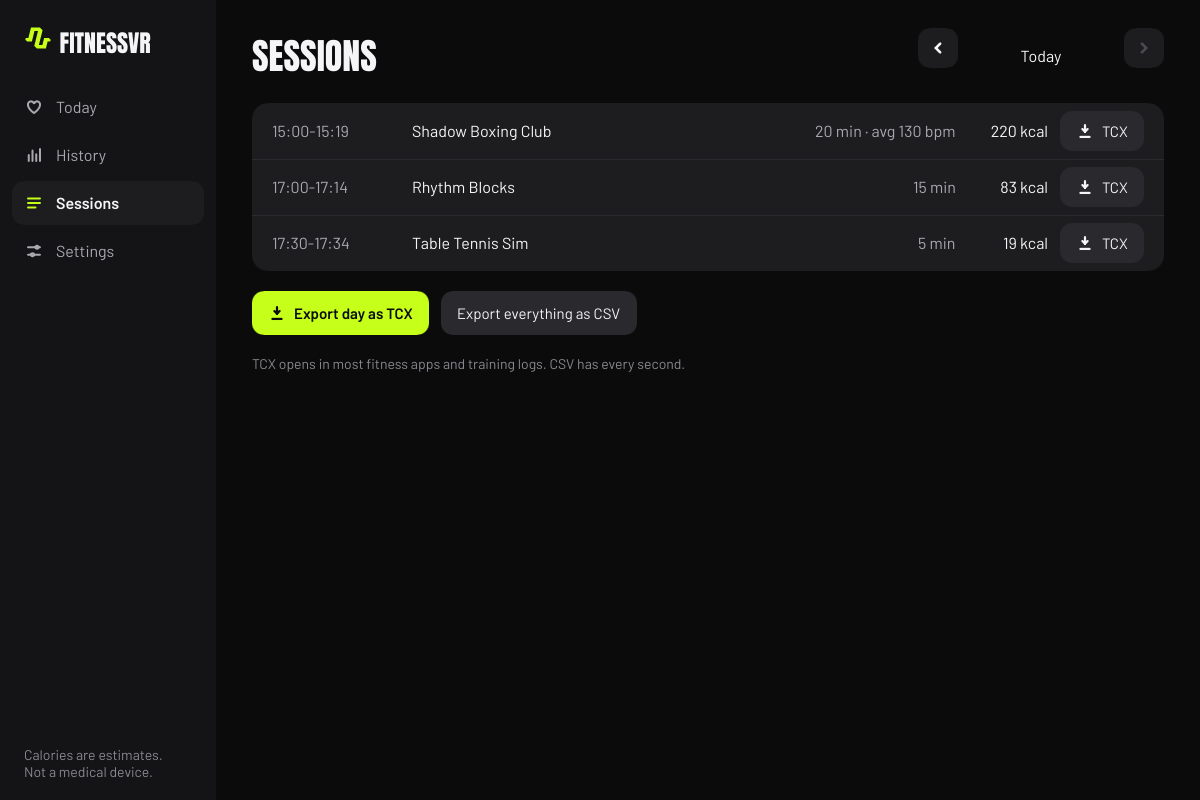 FITNESSVR
Today
History
Sessions
Settings
Calories are estimates.
Not a medical device.
SESSIONS
Today
15:00-15:19 Shadow Boxing Club 20 min · avg 130 bpm 220 kcal TCX
17:00-17:14 Rhythm Blocks 15 min 83 kcal TCX
17:30-17:34 Table Tennis Sim 5 min 19 kcal TCX
Export day as TCX Export everything as CSV
TCX opens in most fitness apps and training logs. CSV has every second.